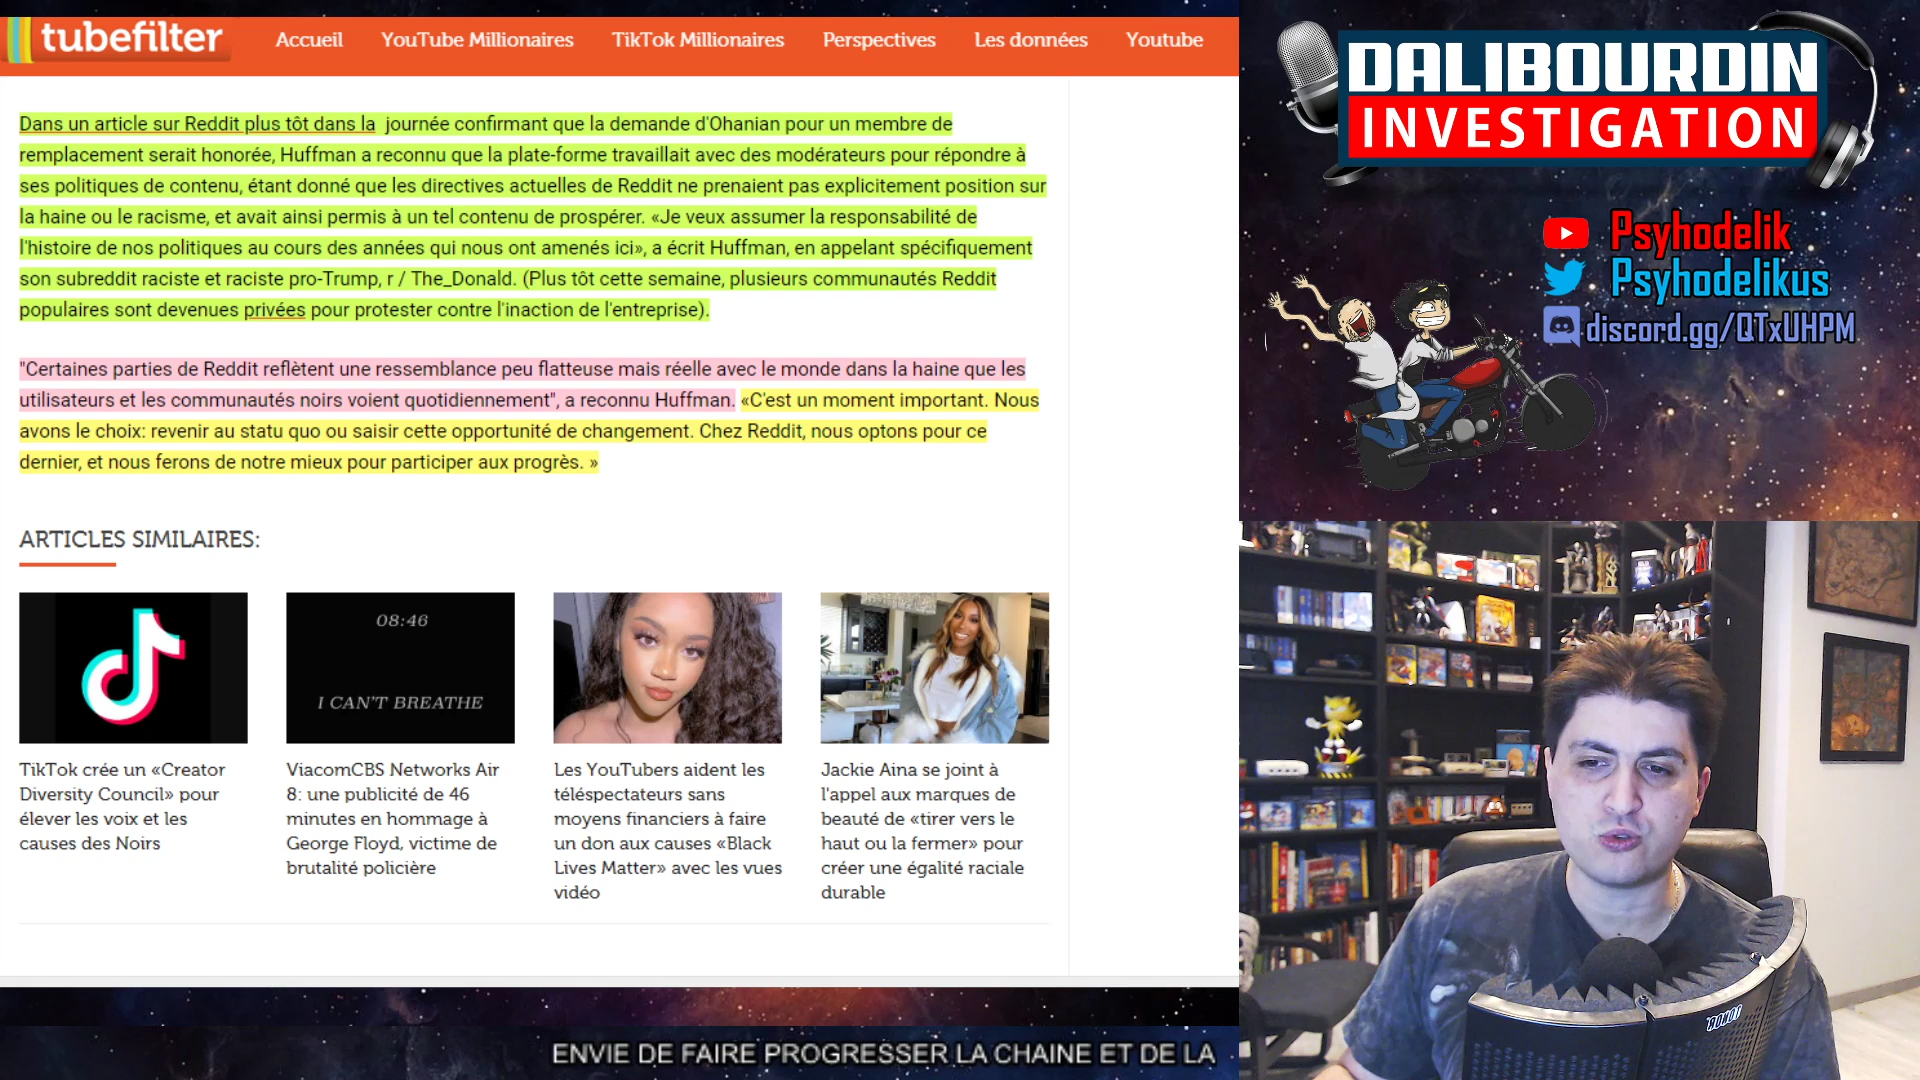 tubefilter
Accueil YouTube Millionaires TikTok Millionaires Perspectives Les données Youtube
Dans un article sur Reddit plus tôt dans la journée confirmant que la demande d'Ohanian pour un membre de
remplacement serait honorée, Huffman a reconnu que la plate-forme travaillait avec des modérateurs pour répondre à
ses politiques de contenu, étant donné que les directives actuelles de Reddit ne prenaient pas explicitement position sur
la haine ou le racisme, et avait ainsi permis à un tel contenu de prospérer. «Je veux assumer la responsabilité de
l'histoire de nos politiques au cours des années qui nous ont amenés ici», a écrit Huffman, en appelant spécifiquement
son subreddit raciste et raciste pro-Trump, r / The_Donald. (Plus tôt cette semaine, plusieurs communautés Reddit
populaires sont devenues privées pour protester contre l'inaction de l'entreprise).
"Certaines parties de Reddit reflètent une ressemblance peu flatteuse mais réelle avec le monde dans la haine que les
utilisateurs et les communautés noirs voient quotidiennement", a reconnu Huffman. «C'est un moment important. Nous
avons le choix: revenir au statu quo ou saisir cette opportunité de changement. Chez Reddit, nous optons pour ce
dernier, et nous ferons de notre mieux pour participer aux progrès. »
ARTICLES SIMILAIRES:
08:46
I CAN'T BREATHE
TikTok crée un «Creator
Diversity Council» pour
élever les voix et les
causes des Noirs
ViacomCBS Networks Air
8: une publicité de 46
minutes en hommage à
George Floyd, victime de
brutalité policière
Les YouTubers aident les
téléspectateurs sans
moyens financiers à faire
un don aux causes «Black
Lives Matter» avec les vues
vidéo
Jackie Aina se joint à
l'appel aux marques de
beauté de «tirer vers le
haut ou la fermer» pour
créer une égalité raciale
durable
DALIBOURDIN
INVESTIGATION
Psyhodelik
Psyhodelikus
discord.gg/QTxUHPM
ENVIE DE FAIRE PROGRESSER LA CHAINE ET DE LA